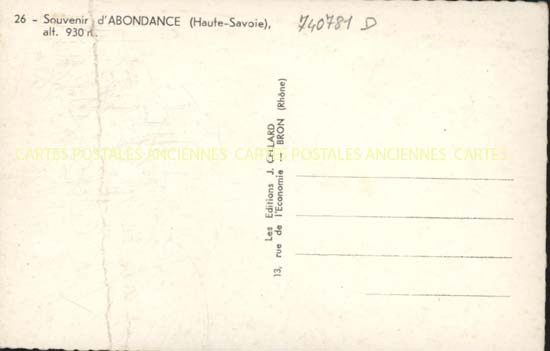 26 - Souvenir d'ABONDANCE (Haute-Savoie),
alt. 930 m.
740781 D
CARTES POSTALES ANCIENNES CARTES POSTALES ANCIENNES CARTES
Les Editions J. CELLARD
13, rue de l'Economie - BRON (Rhône)